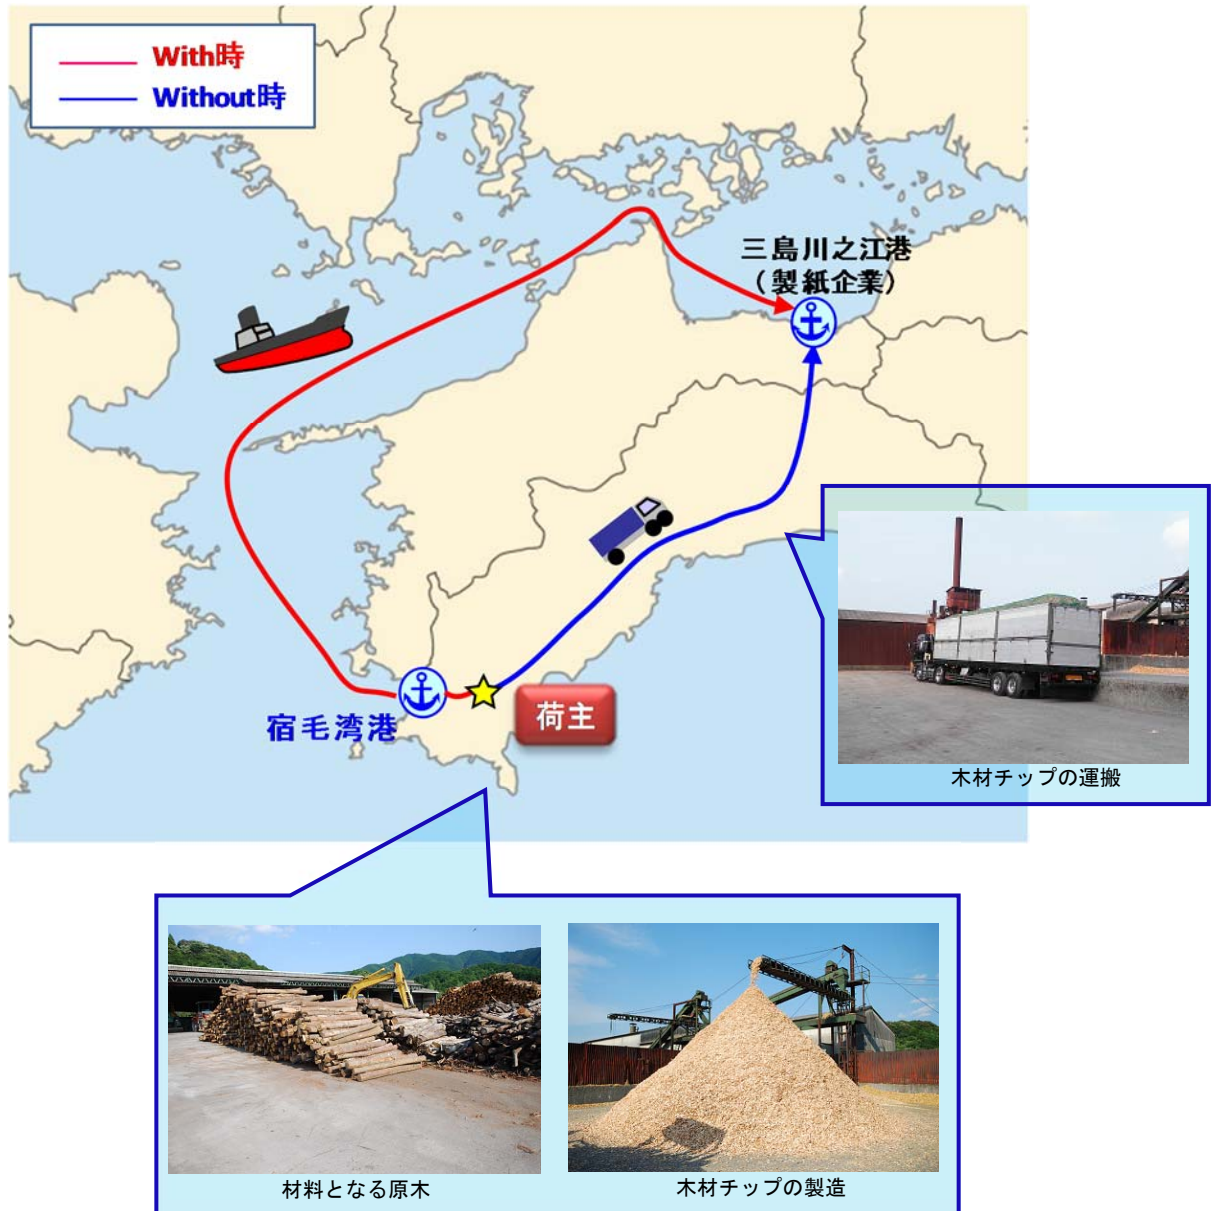 With時
Without時
三島川之江港
（製紙企業）
宿毛湾港
荷主
木材チップの運搬
材料となる原木
木材チップの製造